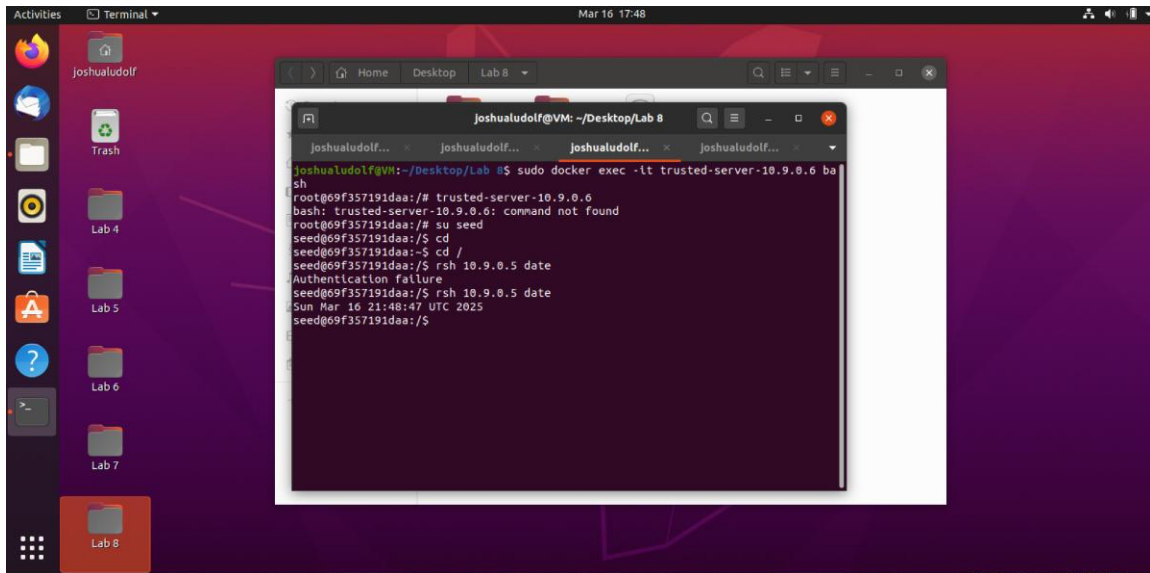 Activities
Terminal
Mar 16 17:48
joshualudolf
Trash
Lab 4
Lab 5
Lab 6
Lab 7
Lab 8
Home
Desktop
Lab 8
joshualudolf@VM: ~/Desktop/Lab 8
joshualudolf...
joshualudolf...
joshualudolf...
joshualudolf...
joshualudolf@VM:~/Desktop/Lab 8$ sudo docker exec -it trusted-server-10.9.0.6 ba
sh
root@69f357191daa:/# trusted-server-10.9.0.6
bash: trusted-server-10.9.0.6: command not found
root@69f357191daa:/# su seed
seed@69f357191daa:/$ cd
seed@69f357191daa:~$ cd /
seed@69f357191daa:/$ rsh 10.9.0.5 date
Authentication failure
seed@69f357191daa:/$ rsh 10.9.0.5 date
Sun Mar 16 21:48:47 UTC 2025
seed@69f357191daa:/$